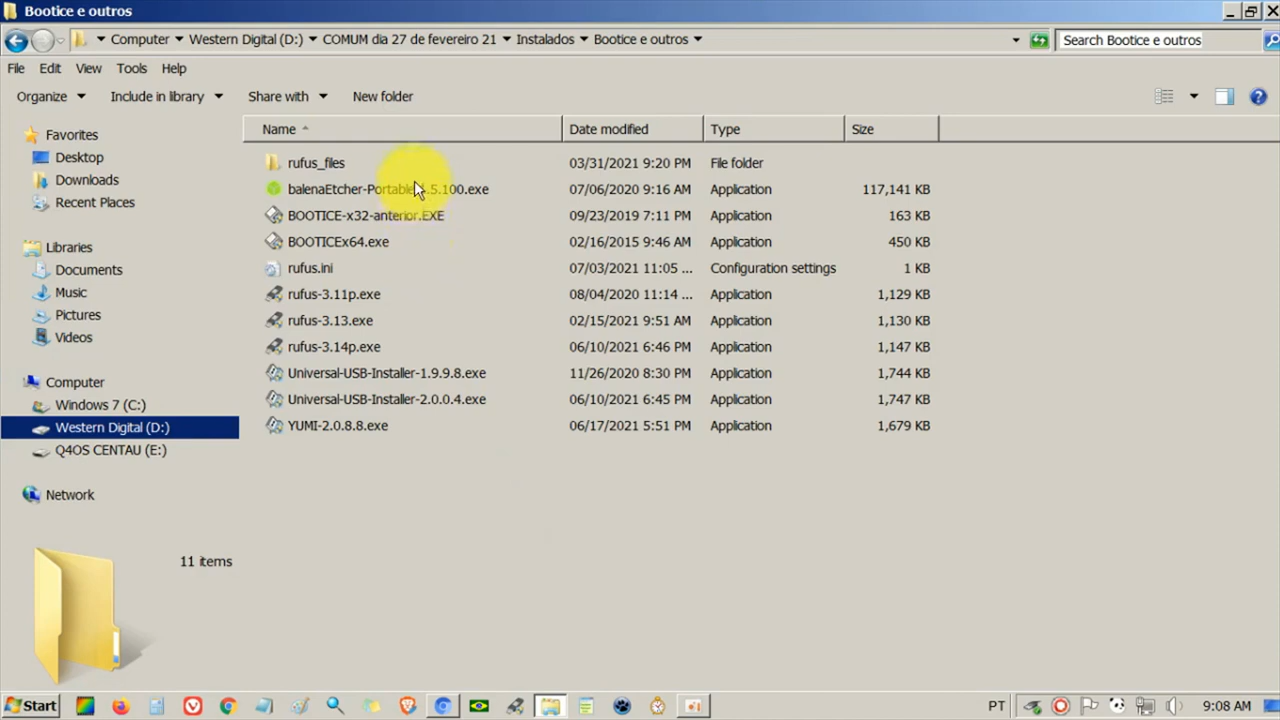 Bootice e outros
Computer Western Digital (D:) COMUM dia 27 de fevereiro 21 Instalados Bootice e outros Search Bootice e outros
File Edit View Tools Help
Organize Include in library Share with New folder
Favorites
Desktop
Downloads
Recent Places
Libraries
Documents
Music
Pictures
Videos
Computer
Windows 7 (C:)
Western Digital (D:)
Q4OS CENTAU (E:)
Network
Name Date modified Type Size
rufus_files 03/31/2021 9:20 PM File folder
balenaEtcher-Portable-1.5.100.exe 07/06/2020 9:16 AM Application 117,141 KB
BOOTICE-x32-anterior.EXE 09/23/2019 7:11 PM Application 163 KB
BOOTICEx64.exe 02/16/2015 9:46 AM Application 450 KB
rufus.ini 07/03/2021 11:05 ... Configuration settings 1 KB
rufus-3.11p.exe 08/04/2020 11:14 ... Application 1,129 KB
rufus-3.13.exe 02/15/2021 9:51 AM Application 1,130 KB
rufus-3.14p.exe 06/10/2021 6:46 PM Application 1,147 KB
Universal-USB-Installer-1.9.9.8.exe 11/26/2020 8:30 PM Application 1,744 KB
Universal-USB-Installer-2.0.0.4.exe 06/10/2021 6:45 PM Application 1,747 KB
YUMI-2.0.8.8.exe 06/17/2021 5:51 PM Application 1,679 KB
11 items
Start PT 9:08 AM